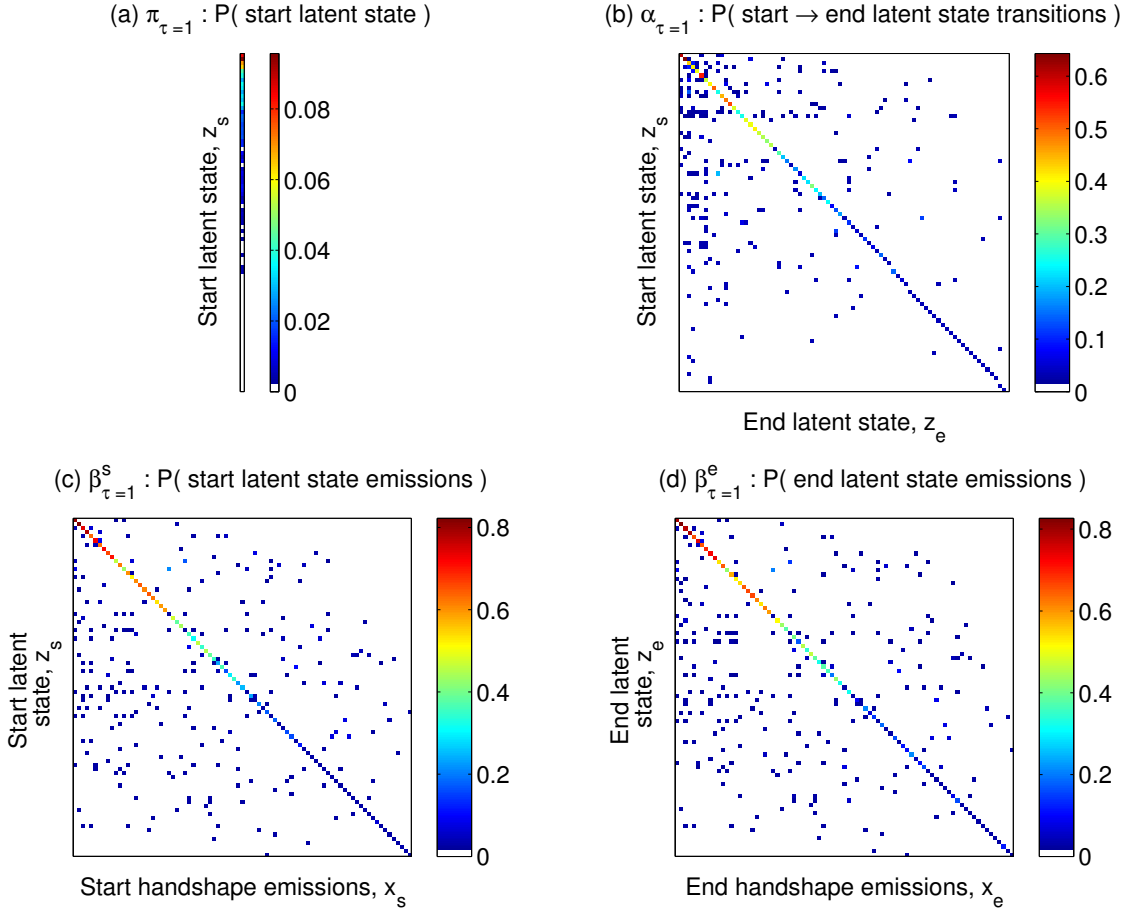 (a) π τ=1 : P( start latent state )
Start latent state, z_s
0.08
0.06
0.04
0.02
0
(b) α τ=1 : P( start → end latent state transitions )
Start latent state, z_s
End latent state, z_e
0.6
0.5
0.4
0.3
0.2
0.1
0
(c) β^s τ=1 : P( start latent state emissions )
Start latent
state, z_s
Start handshape emissions, x_s
0.8
0.6
0.4
0.2
0
(d) β^e τ=1 : P( end latent state emissions )
End latent
state, z_e
End handshape emissions, x_e
0.8
0.6
0.4
0.2
0